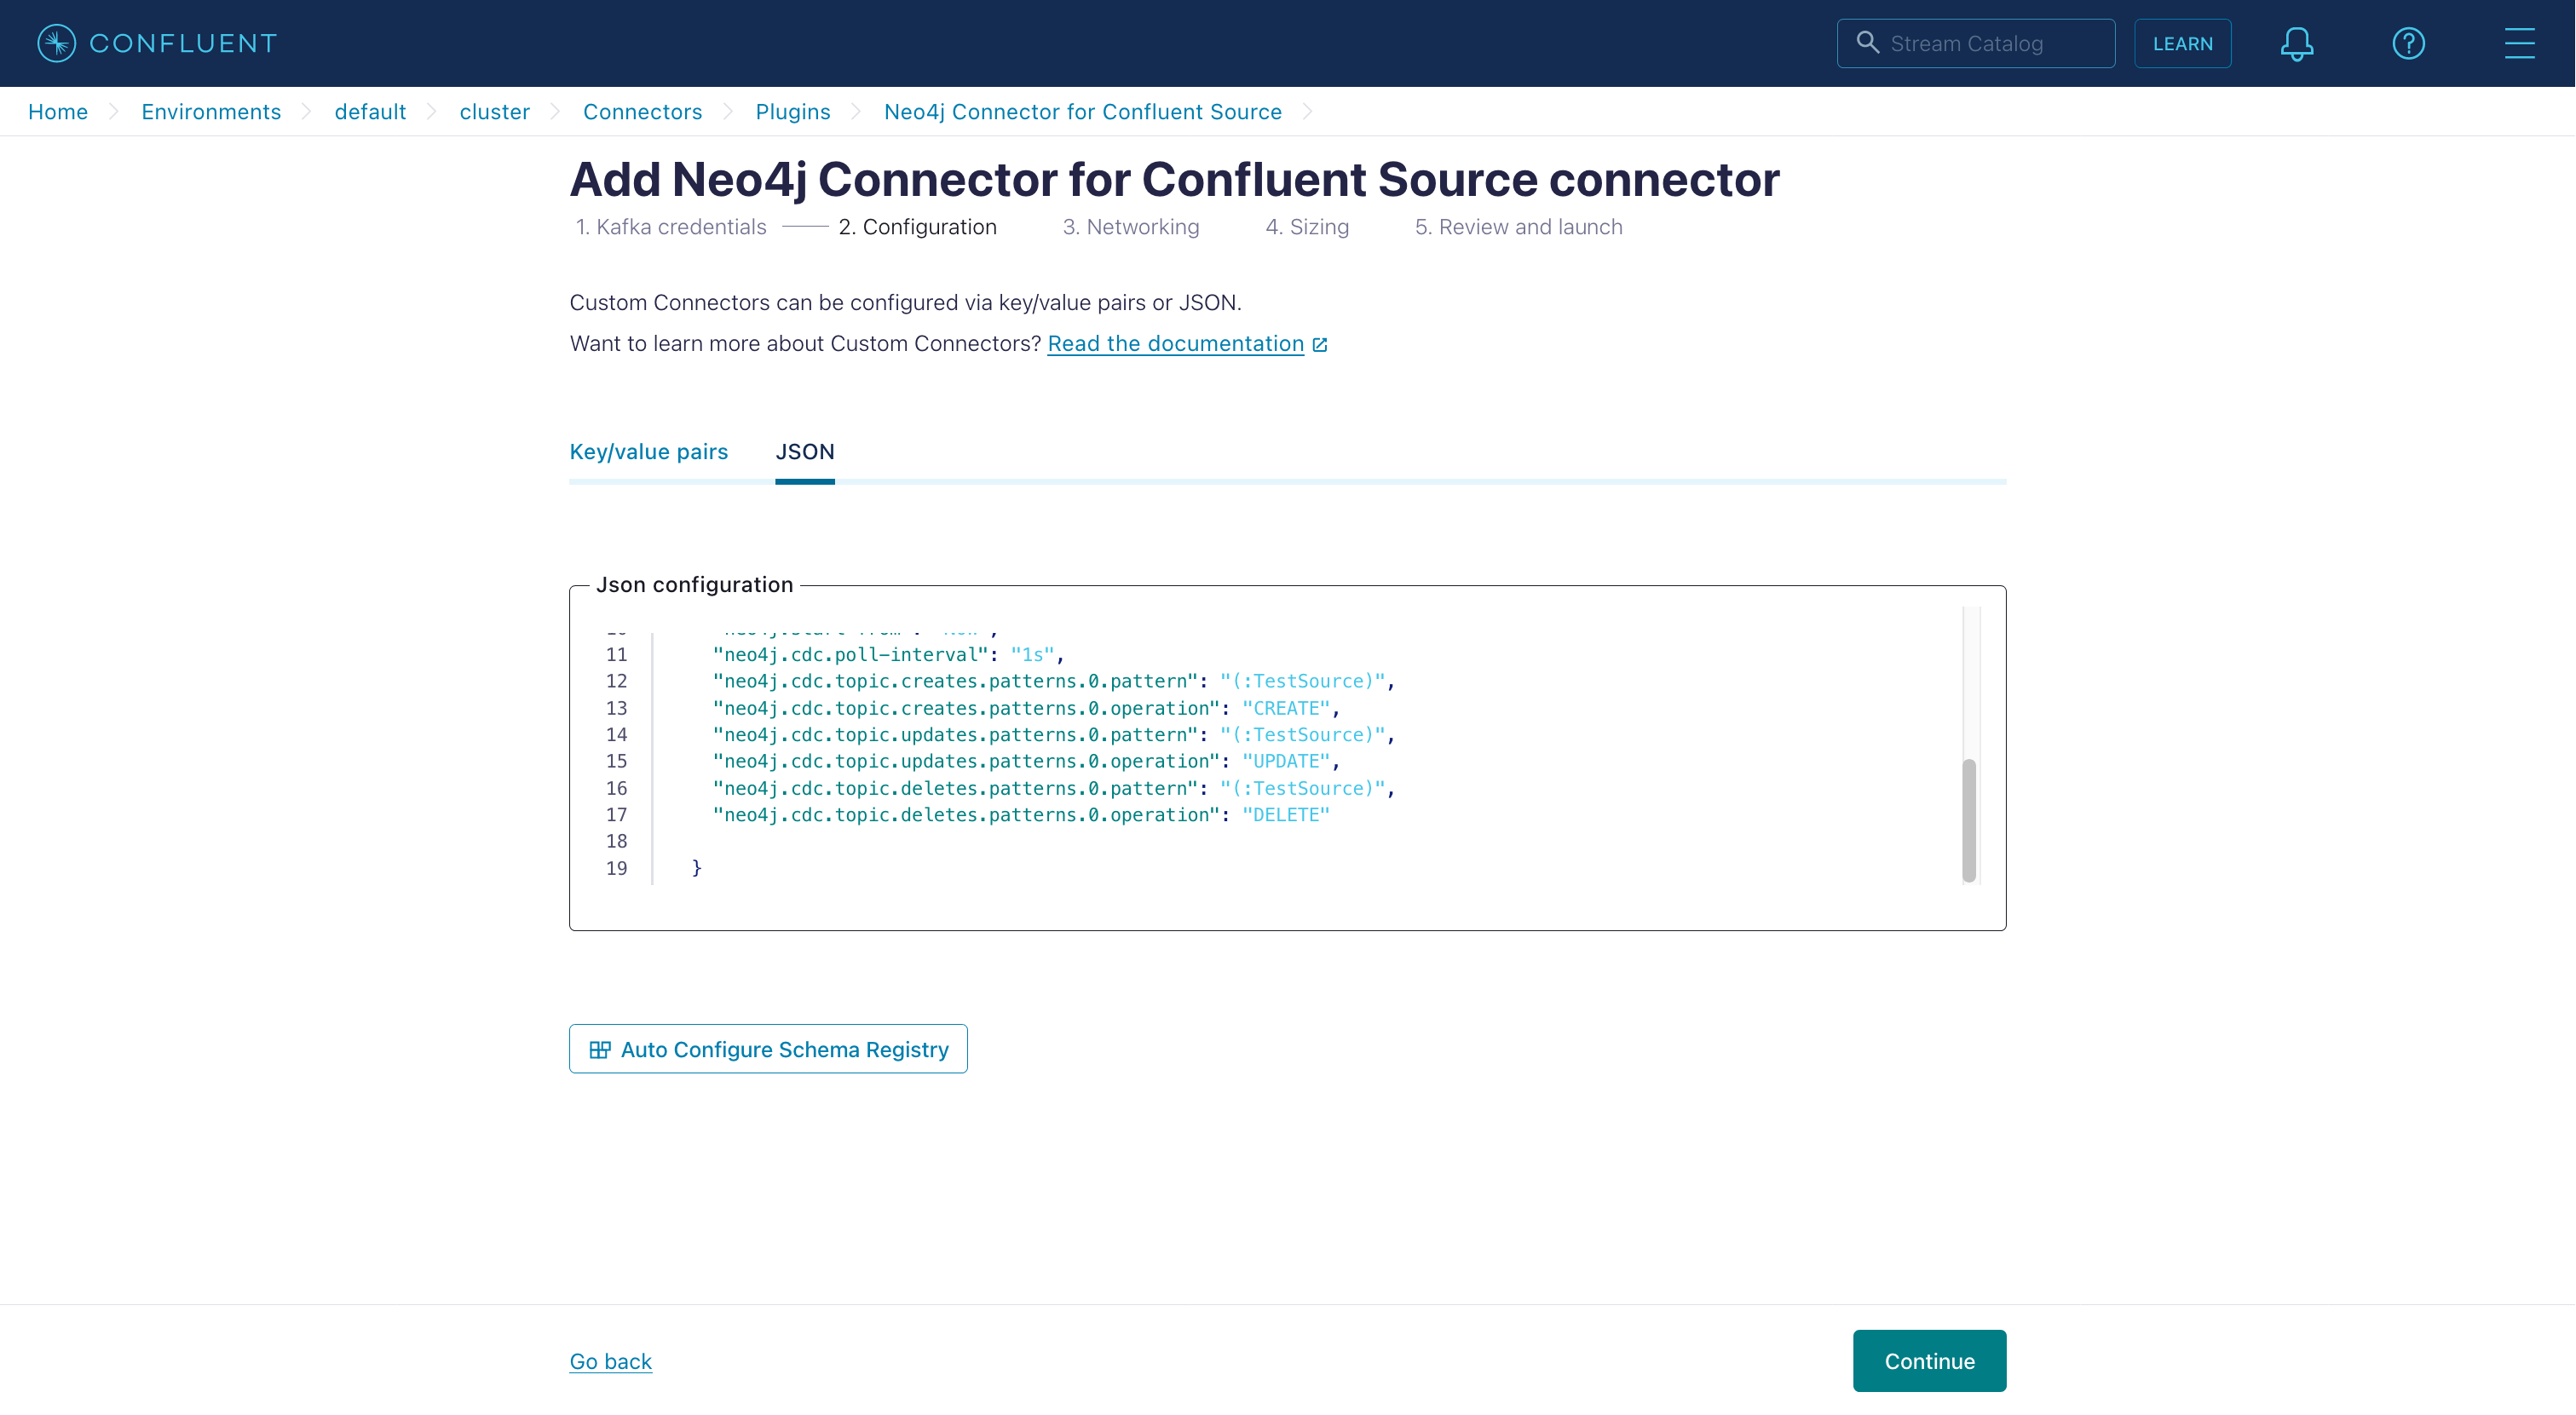 CONFLUENT
Stream Catalog
LEARN
Home
Environments
default
cluster
Connectors
Plugins
Neo4j Connector for Confluent Source
Add Neo4j Connector for Confluent Source connector
1. Kafka credentials
2. Configuration
3. Networking
4. Sizing
5. Review and launch
Custom Connectors can be configured via key/value pairs or JSON.
Want to learn more about Custom Connectors? Read the documentation
Key/value pairs
JSON
Json configuration
11 "neo4j.cdc.poll-interval": "1s",
12 "neo4j.cdc.topic.creates.patterns.0.pattern": "(:TestSource)",
13 "neo4j.cdc.topic.creates.patterns.0.operation": "CREATE",
14 "neo4j.cdc.topic.updates.patterns.0.pattern": "(:TestSource)",
15 "neo4j.cdc.topic.updates.patterns.0.operation": "UPDATE",
16 "neo4j.cdc.topic.deletes.patterns.0.pattern": "(:TestSource)",
17 "neo4j.cdc.topic.deletes.patterns.0.operation": "DELETE"
18
19 }
Auto Configure Schema Registry
Go back
Continue